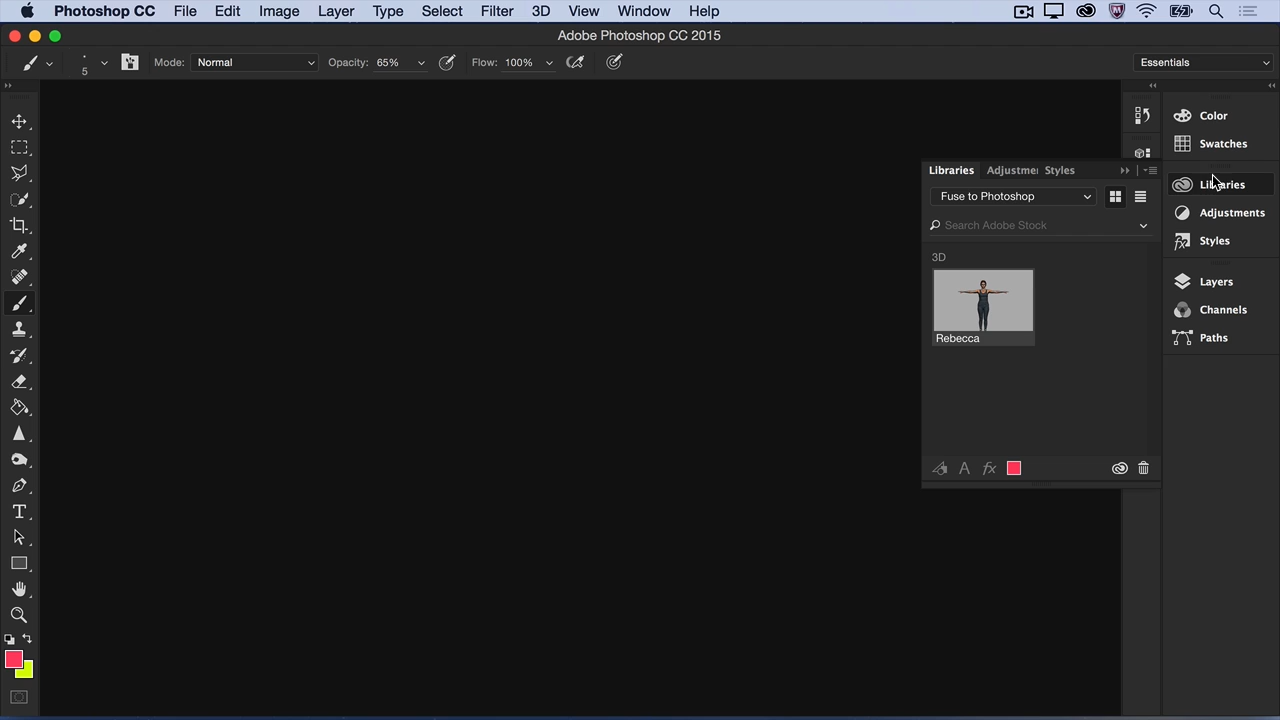 Photoshop CC File Edit Image Layer Type Select Filter 3D View Window Help
Adobe Photoshop CC 2015
5 Mode: Normal Opacity: 65% Flow: 100% Essentials
Color
Swatches
Libraries
Adjustments
Styles
Layers
Channels
Paths
Libraries Adjustmer Styles
Fuse to Photoshop
Search Adobe Stock
3D
Rebecca